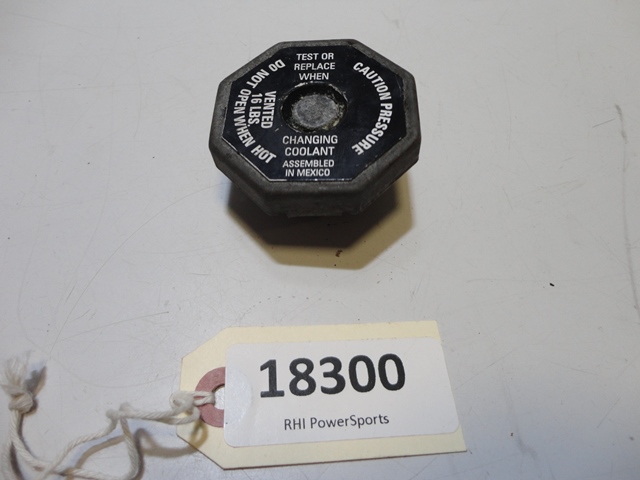 TEST OR
REPLACE
WHEN
CAUTION PRESSURE
DO NOT OPEN WHEN HOT
VENTED
16 LBS
CHANGING
COOLANT
ASSEMBLED
IN MEXICO
18300
RHI PowerSports